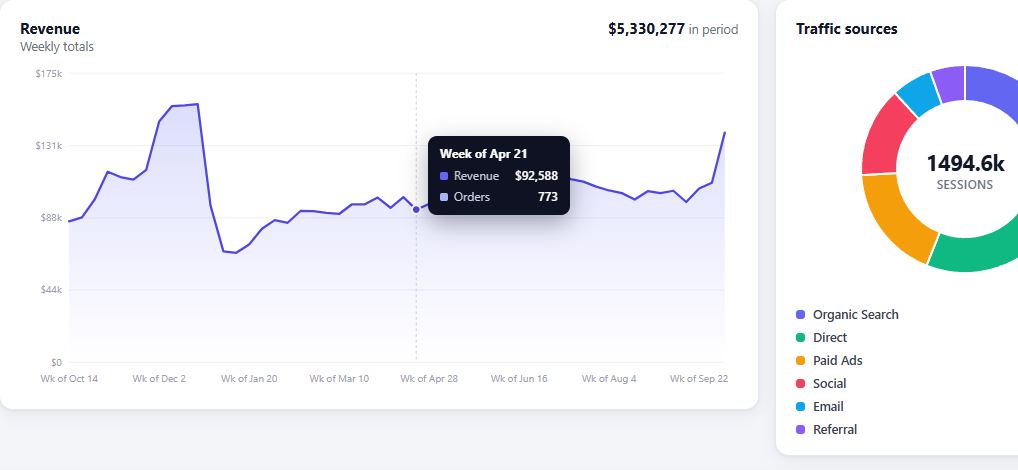 Revenue
$5,330,277 in period
Weekly totals
$175k
$131k
$88k
$44k
$0
Week of Apr 21
Revenue $92,588
Orders 773
Wk of Oct 14
Wk of Dec 2
Wk of Jan 20
Wk of Mar 10
Wk of Apr 28
Wk of Jun 16
Wk of Aug 4
Wk of Sep 22
Traffic sources
1494.6k
SESSIONS
Organic Search
Direct
Paid Ads
Social
Email
Referral